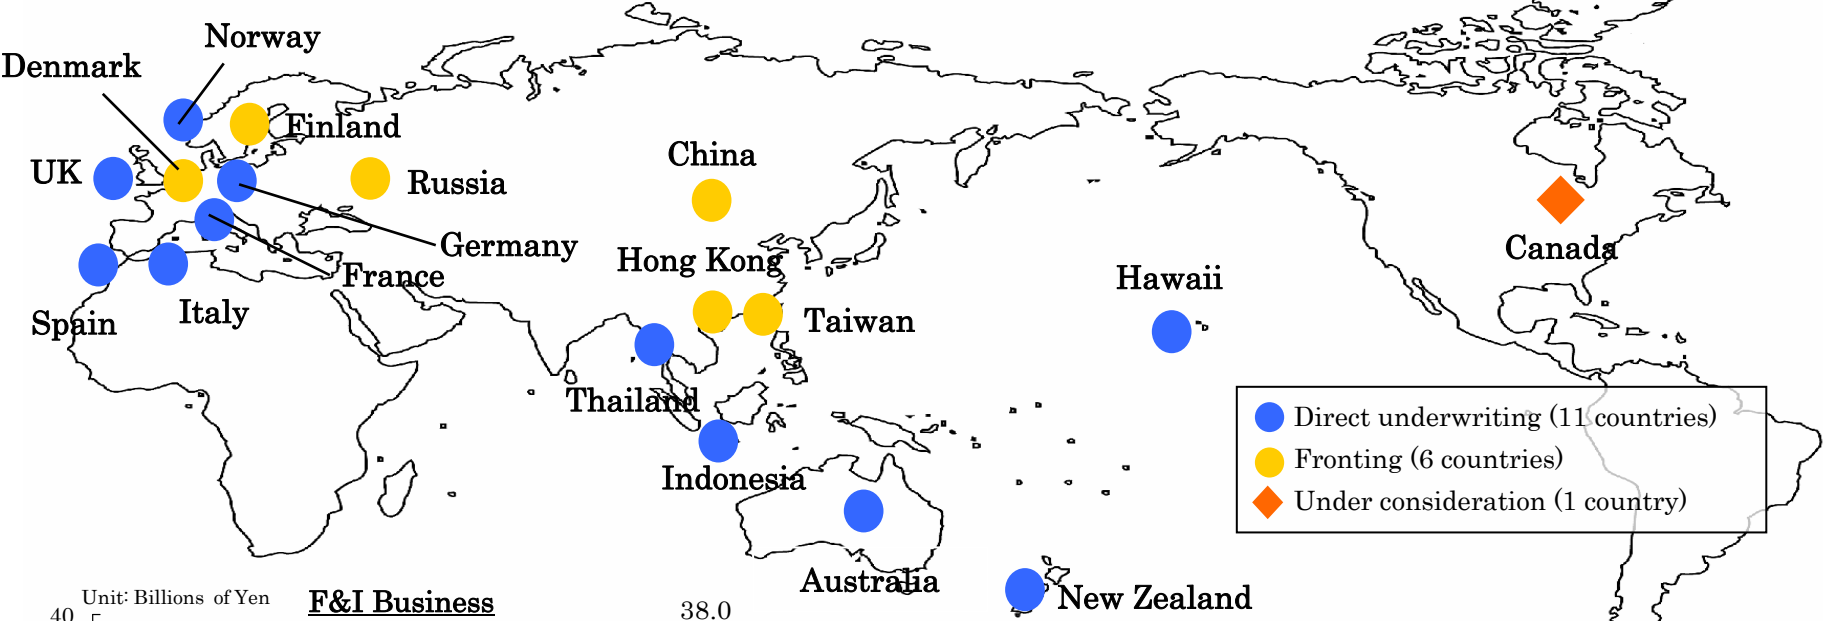 Norway
Denmark
Finland
UK
China
Russia
Germany
Canada
Hong Kong
France
Hawaii
Italy
Spain
Taiwan
Thailand
Direct underwriting (11 countries)
Fronting (6 countries)
Indonesia
Under consideration (1 country)
Australia
Unit: Billions of Yen
F&I Business
New Zealand
40
38.0